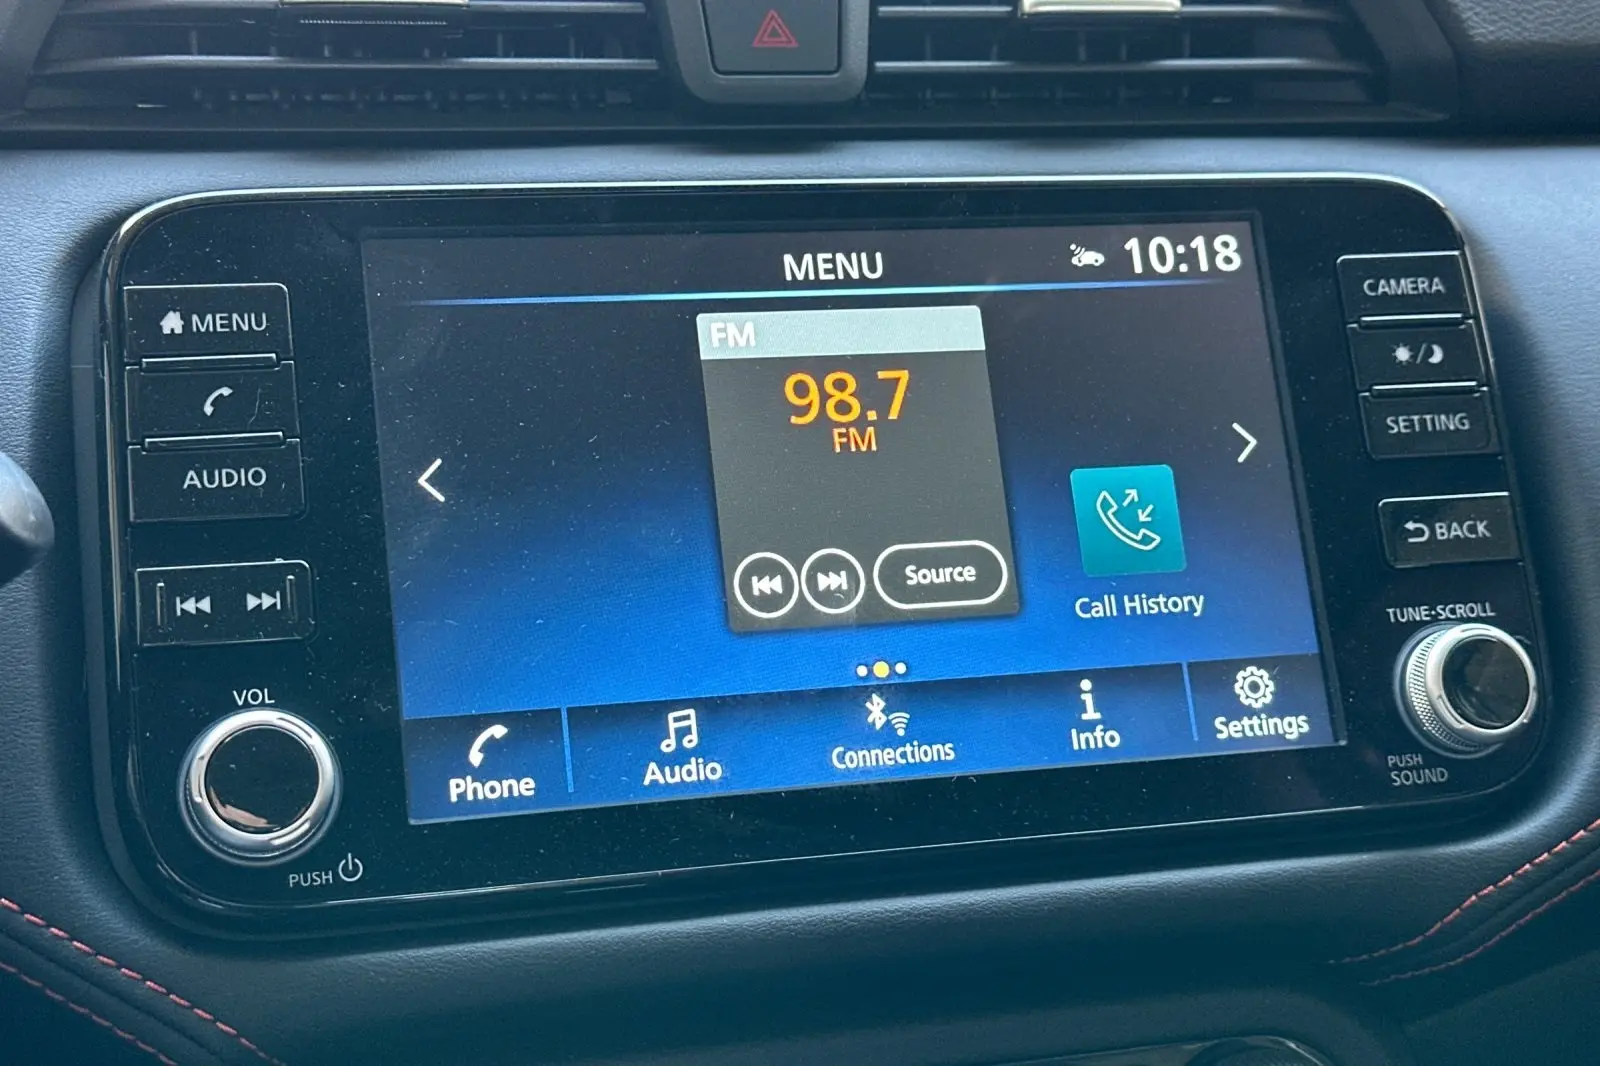 MENU
10:18
MENU
AUDIO
VOL
PUSH
FM
98.7
FM
Source
Call History
Phone
Audio
Connections
Info
Settings
CAMERA
SETTING
BACK
TUNE·SCROLL
PUSH
SOUND